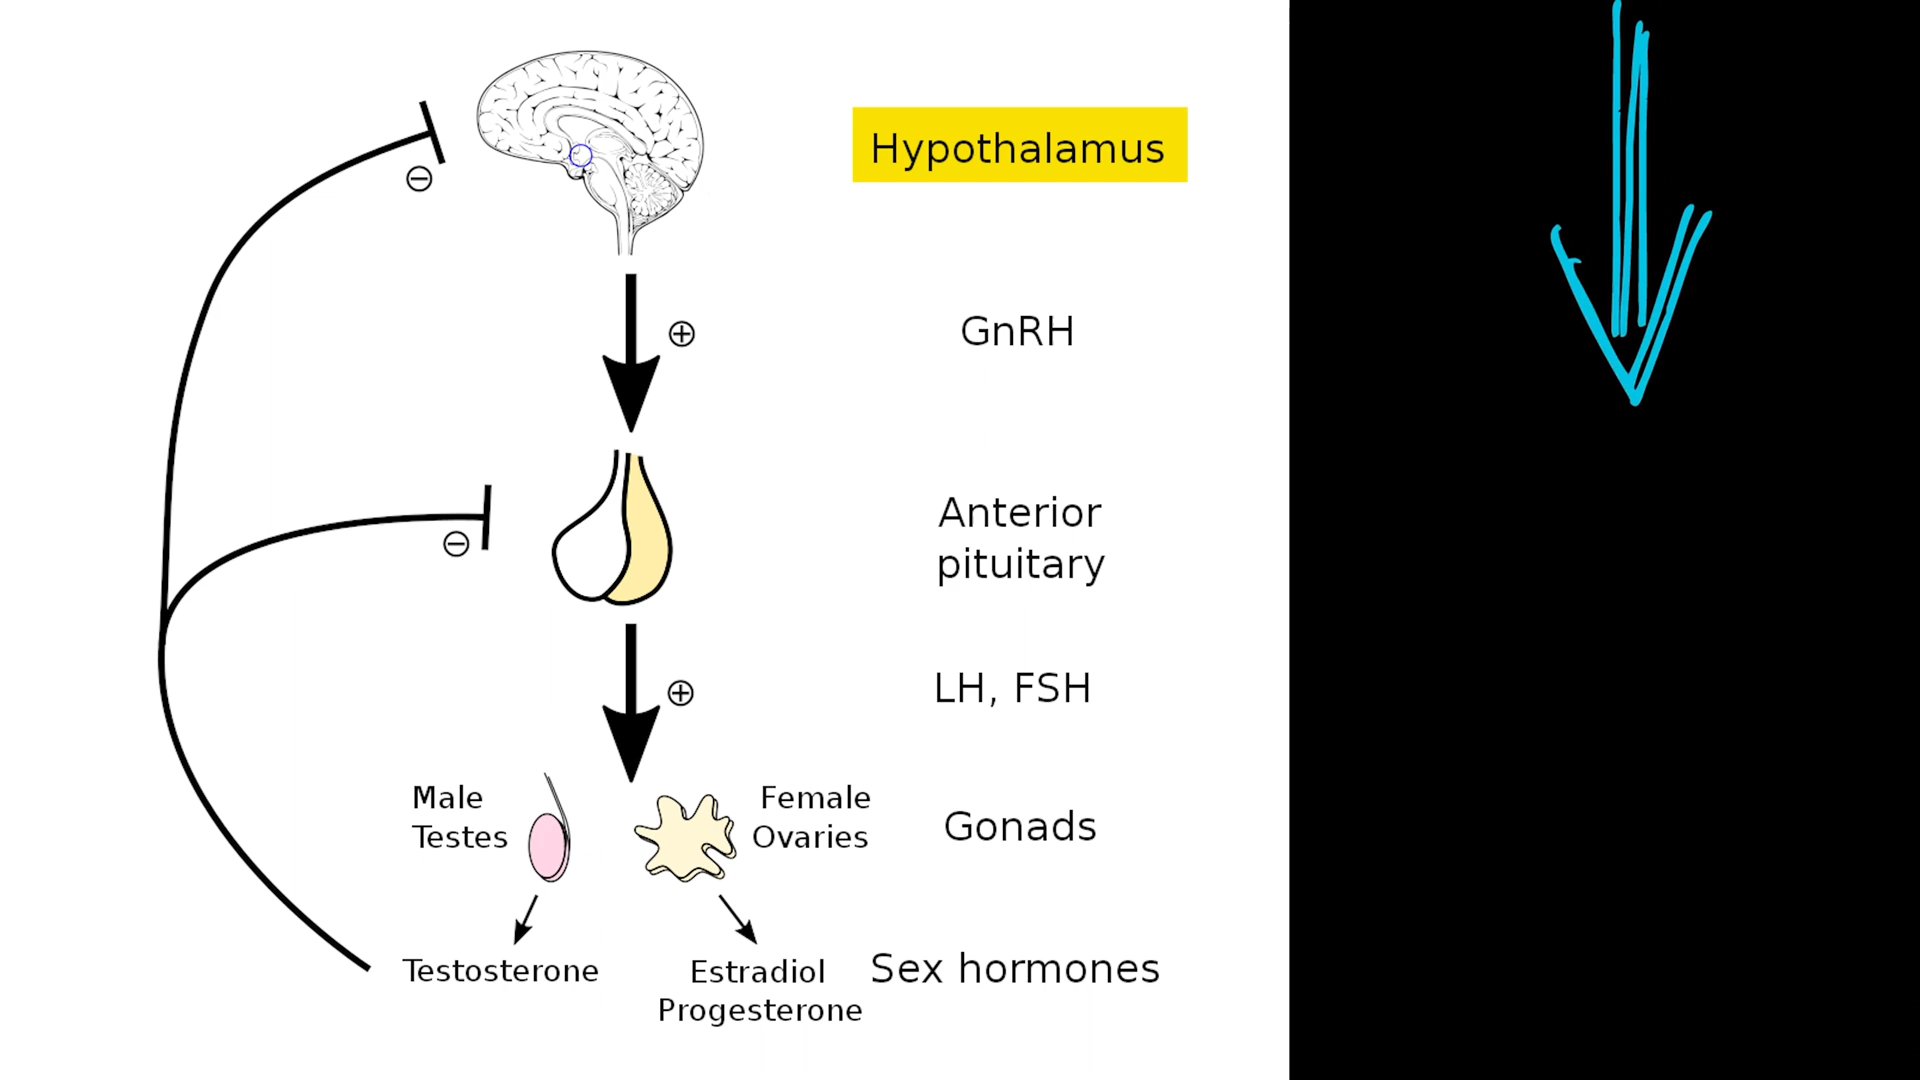 Hypothalamus
⊖
⊕
GnRH
Anterior
pituitary
⊖
⊕
LH, FSH
Male
Testes
Female
Ovaries
Gonads
Testosterone
Estradiol
Progesterone
Sex hormones